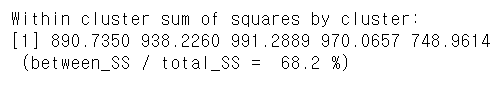 Within cluster sum of squares by cluster:
[1] 890.7350 938.2260 991.2889 970.0657 748.9614
(between_SS / total_SS =  68.2 %)